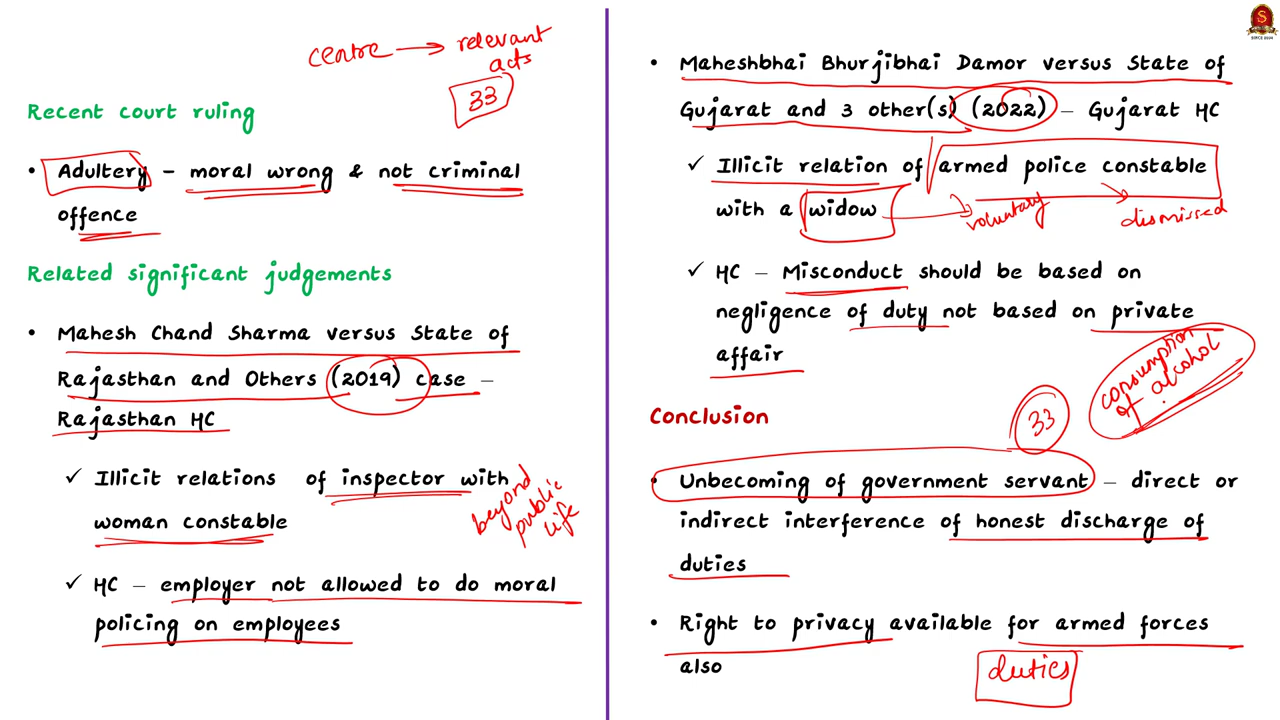 centre → relevant
acts
33
Recent court ruling
• Adultery – moral wrong & not criminal
offence
Related significant judgements
• Mahesh Chand Sharma versus State of
Rajasthan and Others (2019) case –
Rajasthan HC
✓ Illicit relations of inspector with
woman constable
beyond
public
life
✓ HC – employer not allowed to do moral
policing on employees
• Maheshbhai Bhurjibhai Damor versus State of
Gujarat and 3 other(s) (2022) – Gujarat HC
✓ Illicit relation of armed police constable
with a widow
voluntary
dismissed
✓ HC – Misconduct should be based on
negligence of duty not based on private
affair
consumption
of alcohol
Conclusion
33
• Unbecoming of government servant – direct or
indirect interference of honest discharge of
duties
• Right to privacy available for armed forces
also
duties